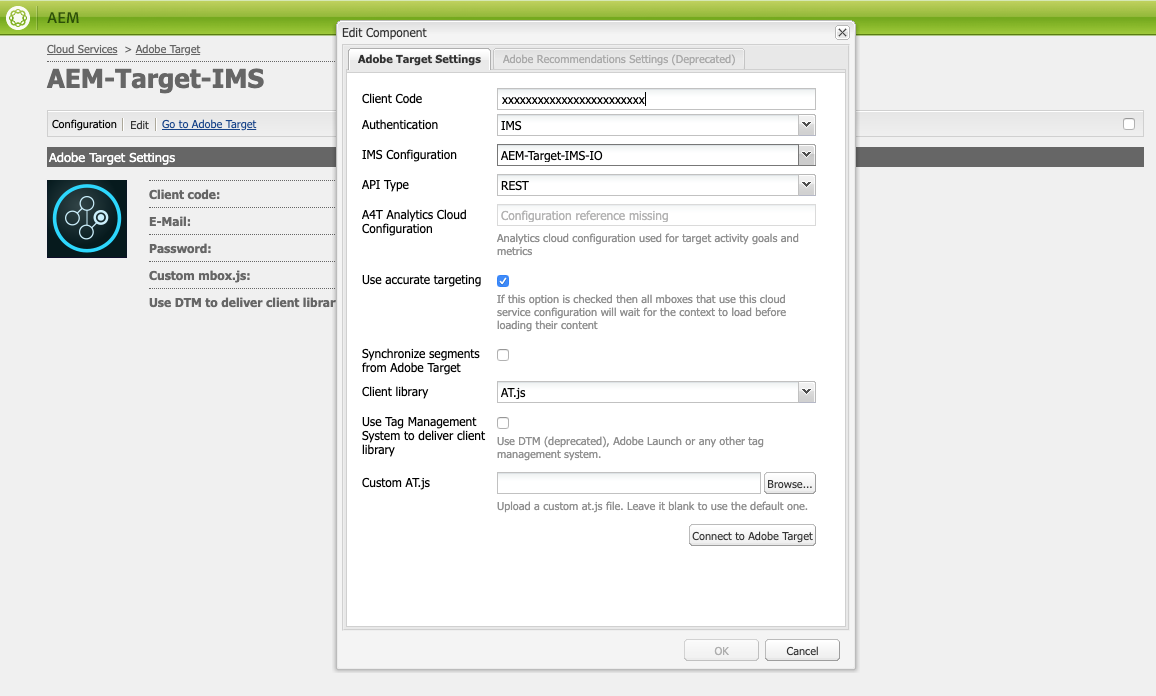 AEM
Cloud Services > Adobe Target
AEM-Target-IMS
Configuration Edit Go to Adobe Target
Adobe Target Settings
Client code:
E-Mail:
Password:
Custom mbox.js:
Use DTM to deliver client librar
Edit Component
Adobe Target Settings Adobe Recommendations Settings (Deprecated)
Client Code xxxxxxxxxxxxxxxxxxxxxxxx
Authentication IMS
IMS Configuration AEM-Target-IMS-IO
API Type REST
A4T Analytics Cloud Configuration reference missing
Configuration
Analytics cloud configuration used for target activity goals and
metrics
Use accurate targeting
If this option is checked then all mboxes that use this cloud
service configuration will wait for the context to load before
loading their content
Synchronize segments
from Adobe Target
Client library AT.js
Use Tag Management
System to deliver client
library
Use DTM (deprecated), Adobe Launch or any other tag
management system.
Custom AT.js Browse...
Upload a custom at.js file. Leave it blank to use the default one.
Connect to Adobe Target
OK Cancel